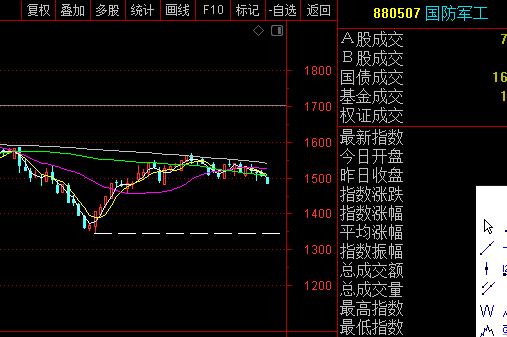 复权 叠加 多股 统计 画线 F10 标记 -自选 返回
880507 国防军工
A股成交 7
B股成交
国债成交 16
基金成交 1
权证成交
最新指数
今日开盘
昨日收盘
指数涨跌
指数涨幅
平均涨幅
指数振幅
总成交额
总成交量
最高指数
最低指数
1800
1700
1600
1500
1400
1300
1200